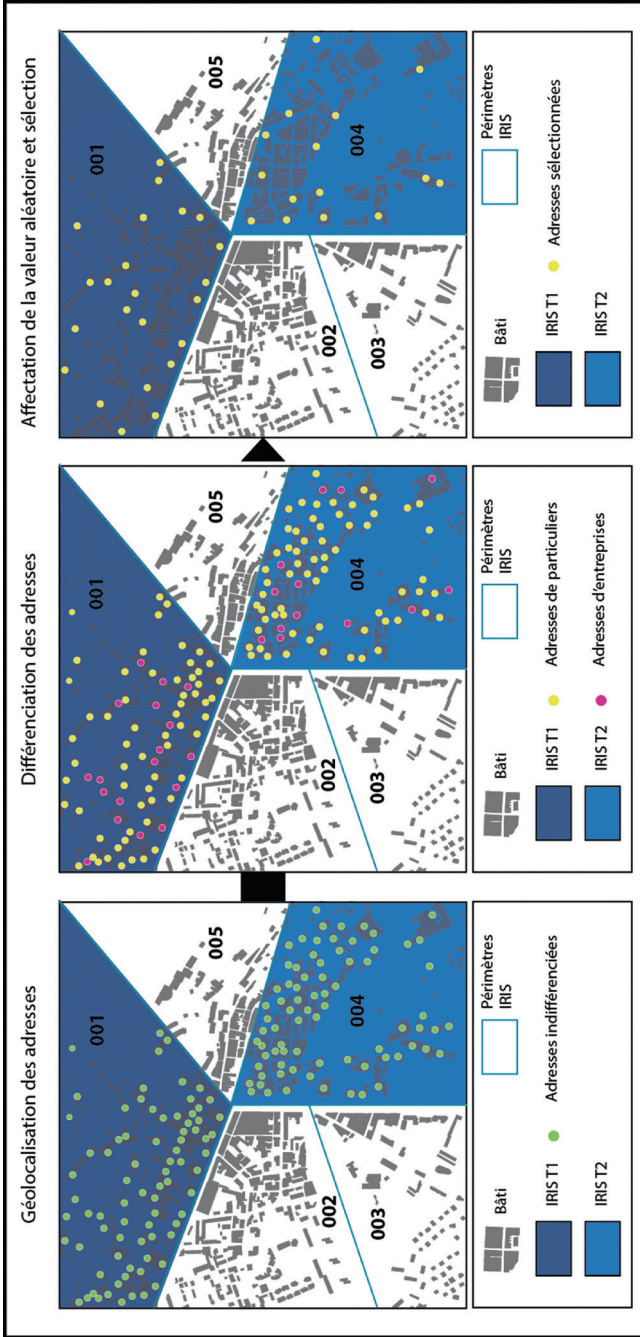 Géolocalisation des adresses
001
005
004
002
003
Bâti
Périmètres
IRIS
IRIS T1
Adresses indifférenciées
IRIS T2
Différenciation des adresses
001
005
004
002
003
Bâti
Périmètres
IRIS
IRIS T1
Adresses de particuliers
IRIS T2
Adresses d'entreprises
Affectation de la valeur aléatoire et sélection
001
005
004
002
003
Bâti
Périmètres
IRIS
IRIS T1
Adresses sélectionnées
IRIS T2